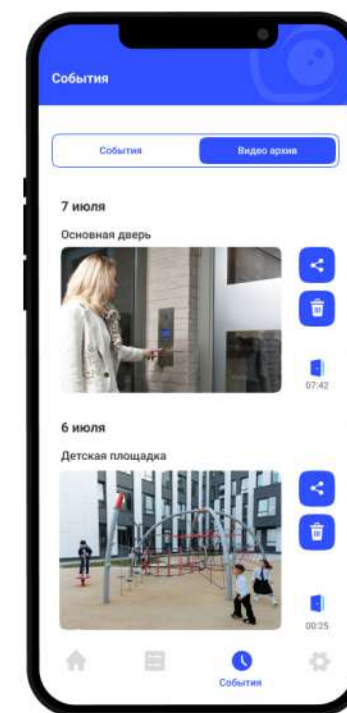 События
События
Видео архив
7 июля
Основная дверь
07:42
6 июля
Детская площадка
00:25
События